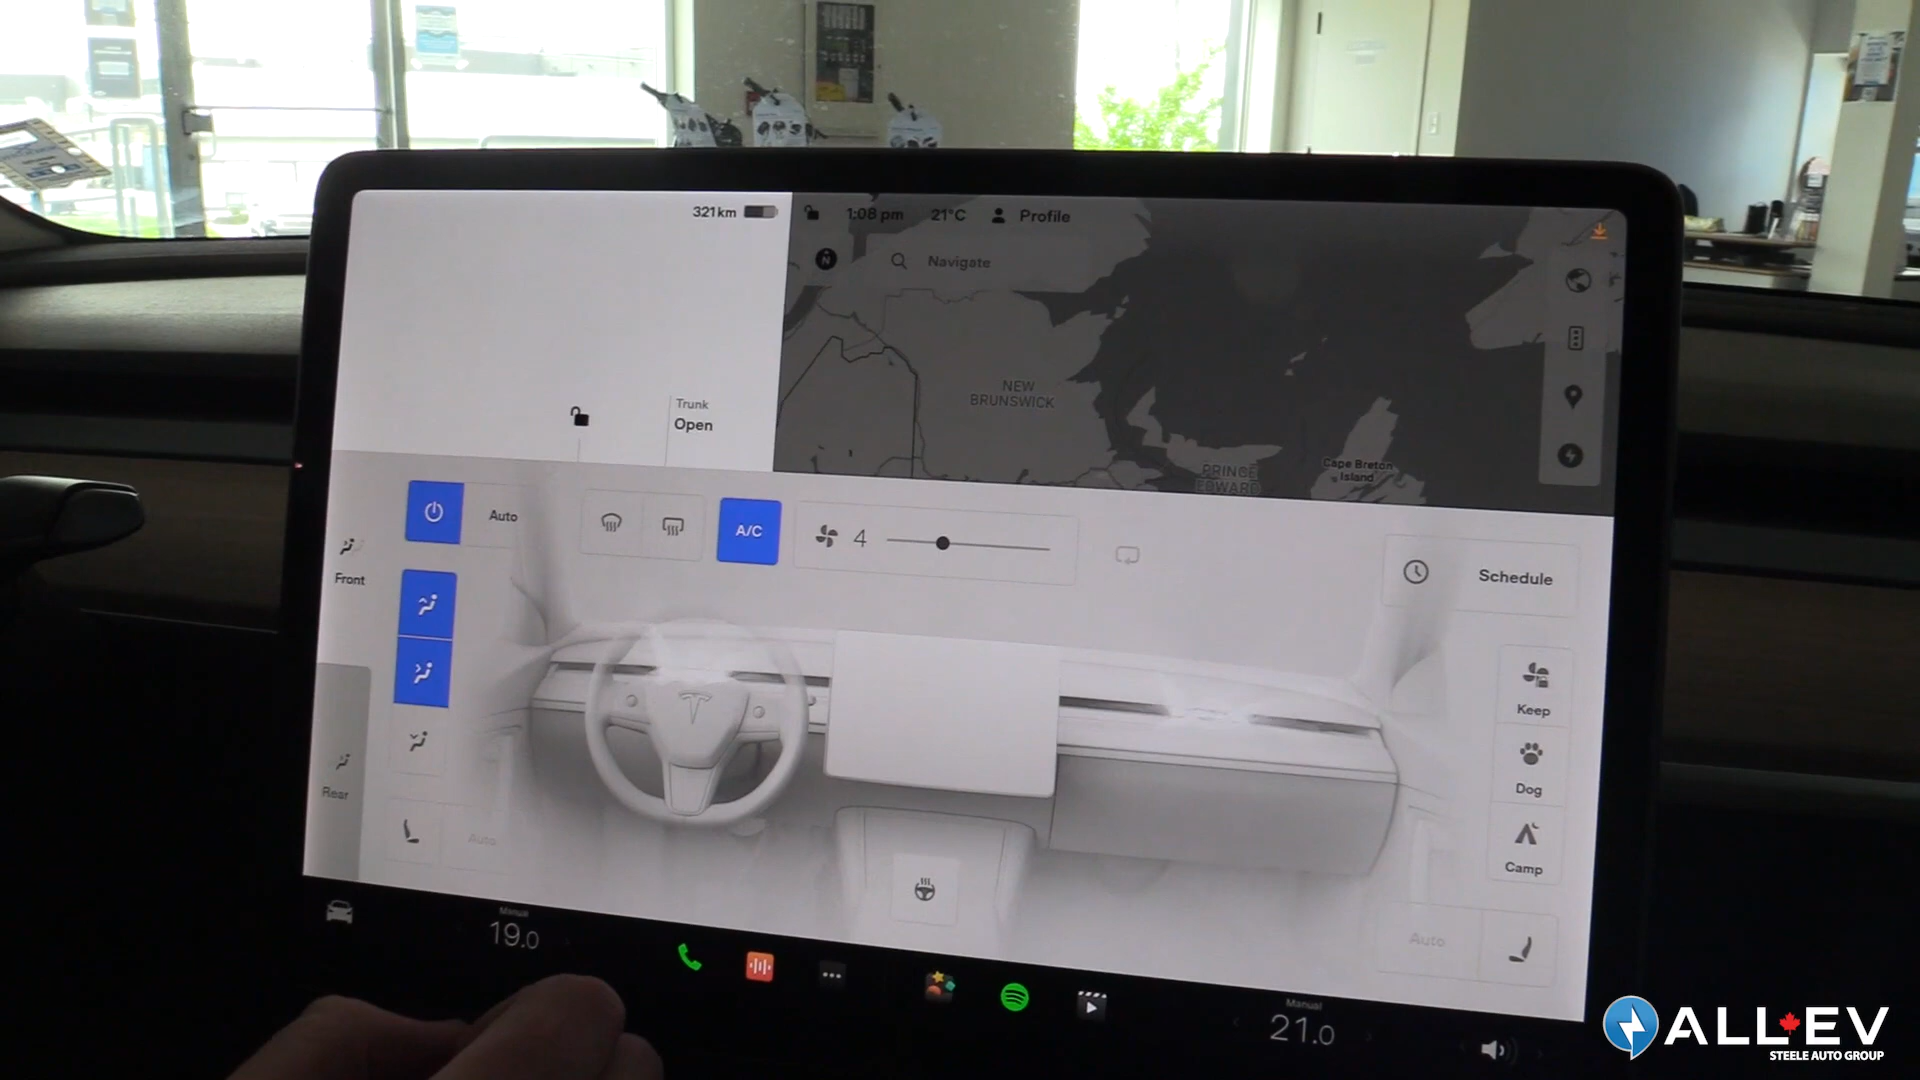 321 km
1:08 pm 21°C Profile
N
Navigate
NEW
BRUNSWICK
PRINCE
EDWARD
Cape Breton
Island
Trunk
Open
Auto
A/C
4
Schedule
Front
Rear
Keep
Dog
Camp
Auto
Auto
Manual
19.0
Manual
21.0
ALL EV
STEELE AUTO GROUP